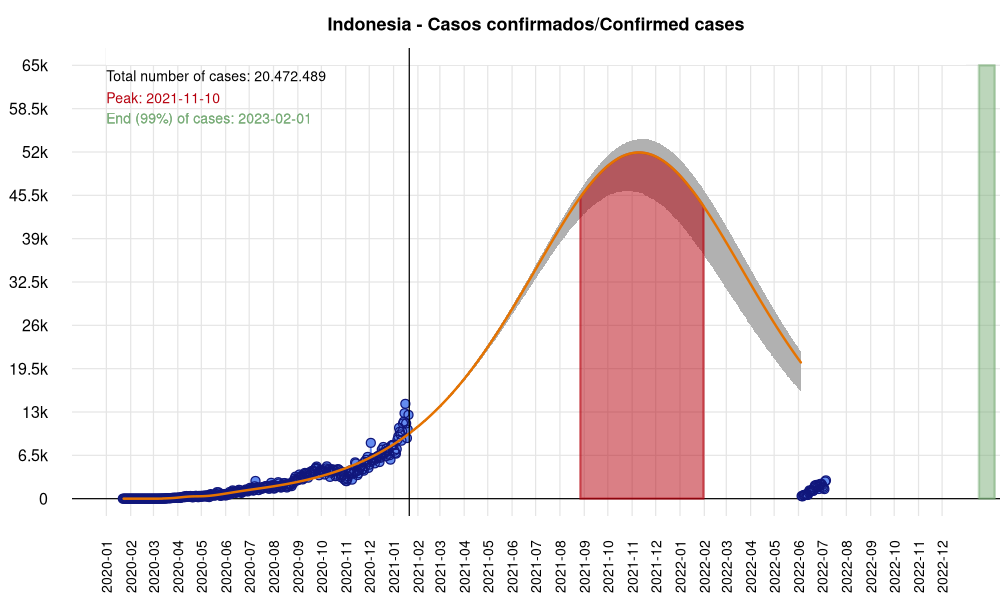 Indonesia - Casos confirmados/Confirmed cases
Total number of cases: 20.472.489
Peak: 2021-11-10
End (99%) of cases: 2023-02-01
65k
58.5k
52k
45.5k
39k
32.5k
26k
19.5k
13k
6.5k
0
2020-01
2020-02
2020-03
2020-04
2020-05
2020-06
2020-07
2020-08
2020-09
2020-10
2020-11
2020-12
2021-01
2021-02
2021-03
2021-04
2021-05
2021-06
2021-07
2021-08
2021-09
2021-10
2021-11
2021-12
2022-01
2022-02
2022-03
2022-04
2022-05
2022-06
2022-07
2022-08
2022-09
2022-10
2022-11
2022-12